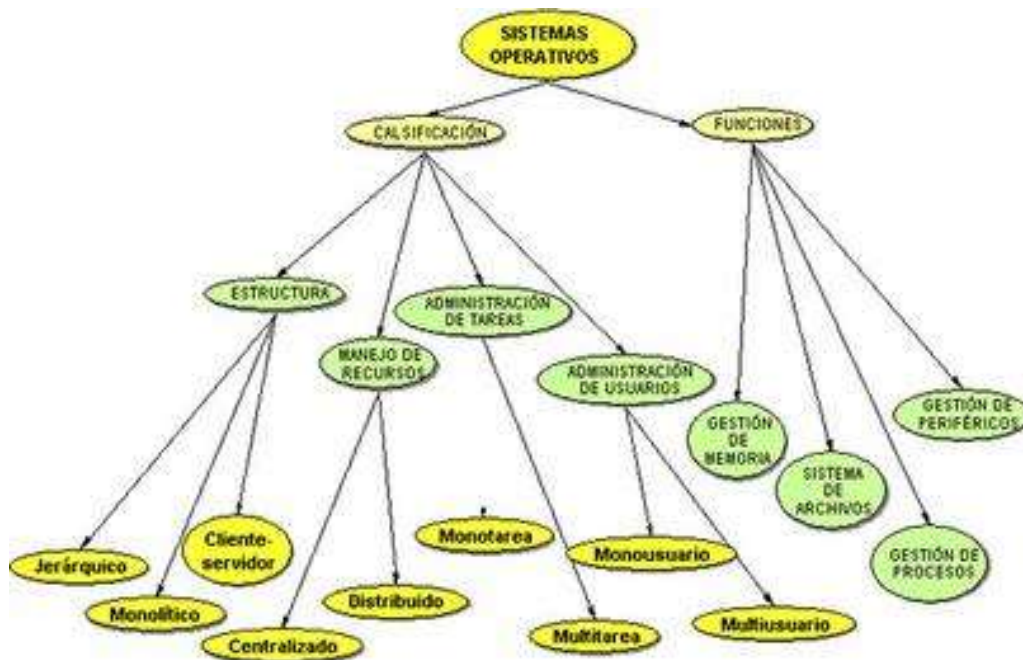 SISTEMAS
OPERATIVOS
CALSIFICACIÓN
FUNCIONES
ESTRUCTURA
ADMINISTRACIÓN
DE TAREAS
MANEJO DE
RECURSOS
ADMINISTRACIÓN
DE USUARIOS
GESTIÓN
DE
MEMORIA
SISTEMA
DE
ARCHIVOS
GESTIÓN DE
PERIFÉRICOS
GESTIÓN DE
PROCESOS
Jerárquico
Monolítico
Cliente-
servidor
Centralizado
Distribuido
Monotarea
Multitarea
Monousuario
Multiusuario